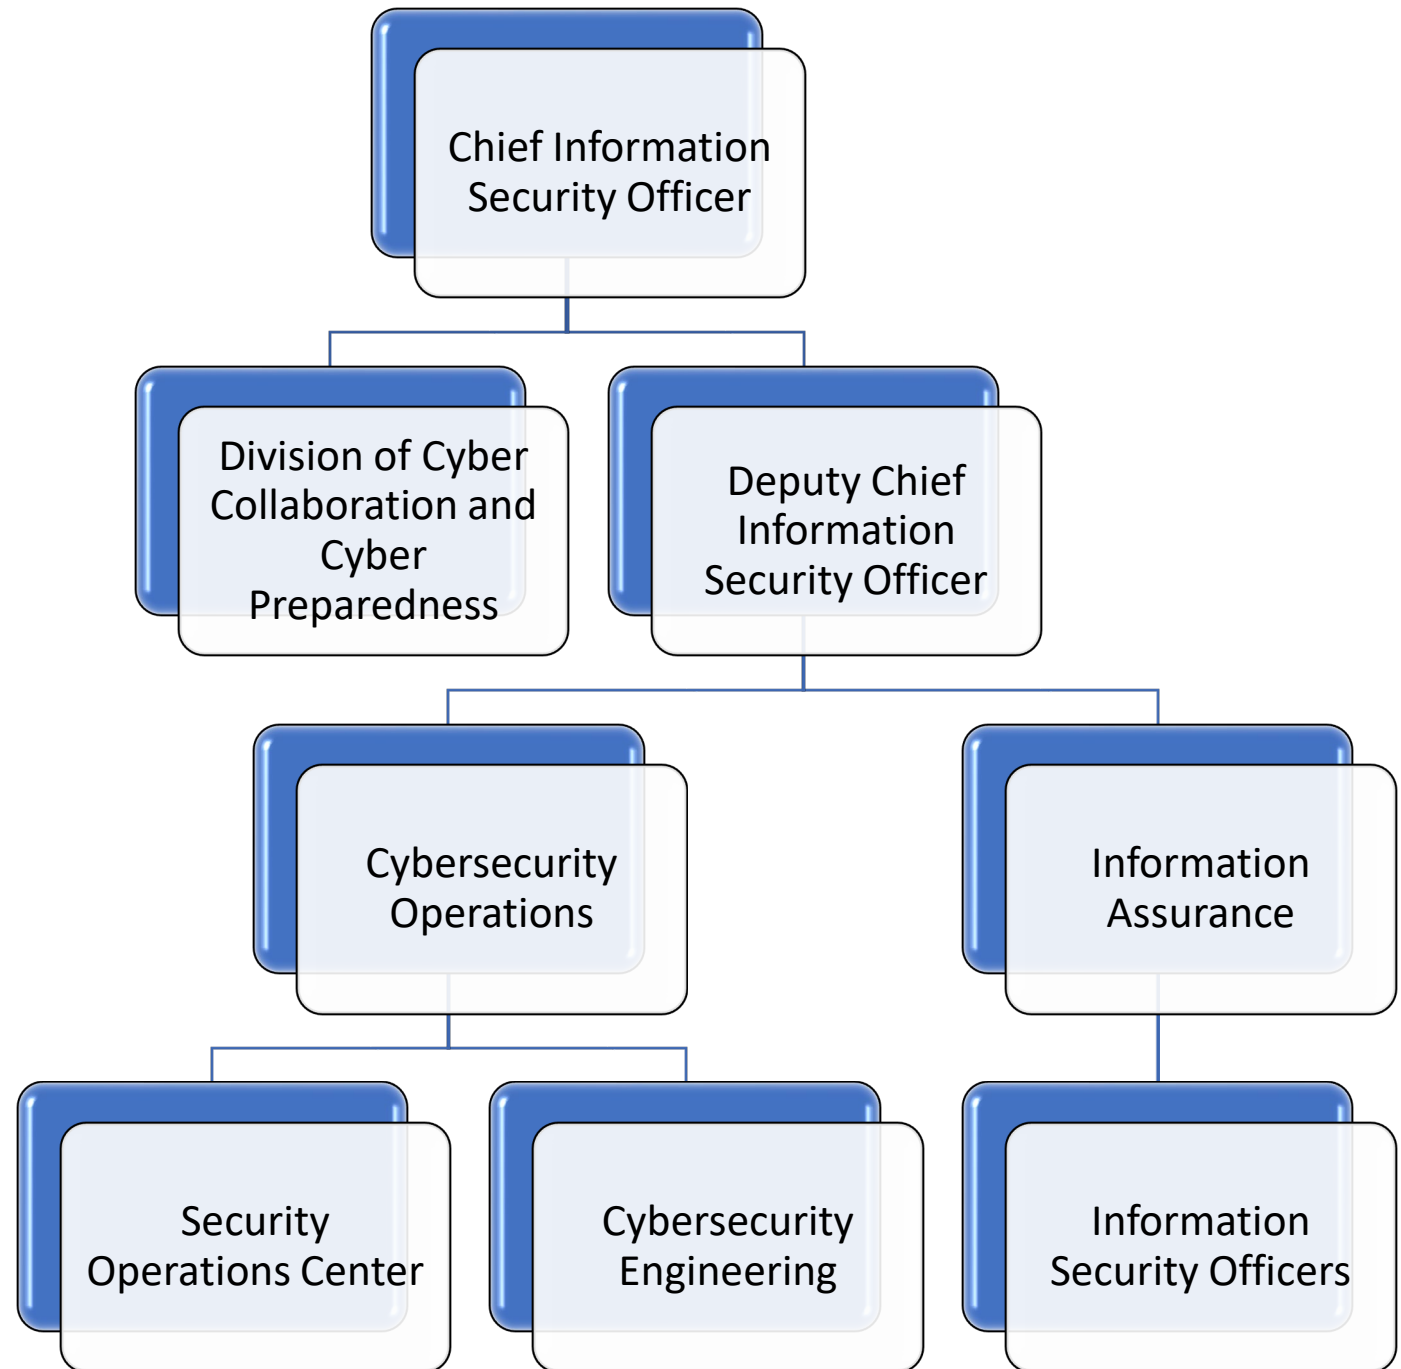 Chief Information
Security Officer
Division of Cyber
Collaboration and
Cyber
Preparedness
Deputy Chief
Information
Security Officer
Cybersecurity
Operations
Information
Assurance
Security
Operations Center
Cybersecurity
Engineering
Information
Security Officers